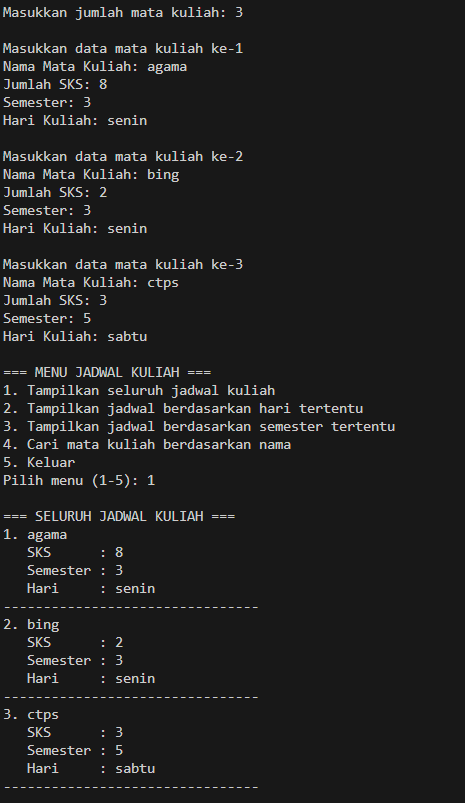 Masukkan jumlah mata kuliah: 3
Masukkan data mata kuliah ke-1
Nama Mata Kuliah: agama
Jumlah SKS: 8
Semester: 3
Hari Kuliah: senin
Masukkan data mata kuliah ke-2
Nama Mata Kuliah: bing
Jumlah SKS: 2
Semester: 3
Hari Kuliah: senin
Masukkan data mata kuliah ke-3
Nama Mata Kuliah: ctps
Jumlah SKS: 3
Semester: 5
Hari Kuliah: sabtu
=== MENU JADWAL KULIAH ===
1. Tampilkan seluruh jadwal kuliah
2. Tampilkan jadwal berdasarkan hari tertentu
3. Tampilkan jadwal berdasarkan semester tertentu
4. Cari mata kuliah berdasarkan nama
5. Keluar
Pilih menu (1-5): 1
=== SELURUH JADWAL KULIAH ===
1. agama
   SKS      : 8
   Semester : 3
   Hari     : senin
--------------------------------
2. bing
   SKS      : 2
   Semester : 3
   Hari     : senin
--------------------------------
3. ctps
   SKS      : 3
   Semester : 5
   Hari     : sabtu
--------------------------------